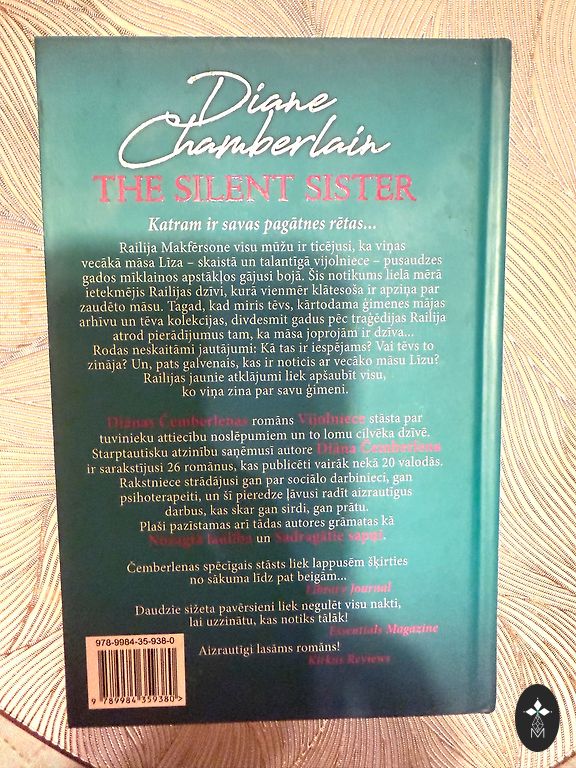 Diane
Chamberlain
THE SILENT SISTER
Katram ir savas pagātnes rētas...
Railija Makfērsone visu mūžu ir ticējusi, ka viņas
vecākā māsa Līza – skaistā un talantīgā vijolniece – pusaudzes
gados mīklainos apstākļos gājusi bojā. Šis notikums lielā mērā
ietekmējis Railijas dzīvi, kurā vienmēr klātesoša ir apziņa par
zaudēto māsu. Tagad, kad miris tēvs, kārtodama ģimenes mājas
arhīvu un tēva kolekcijas, divdesmit gadus pēc traģēdijas Railija
atrod pierādījumus tam, ka māsa joprojām ir dzīva...
Rodas neskaitāmi jautājumi: Kā tas ir iespējams? Vai tēvs to
zināja? Un, pats galvenais, kas ir noticis ar vecāko māsu Līzu?
Railijas jaunie atklājumi liek apšaubīt visu,
ko viņa zina par savu ģimeni.
Diānas Čemberlenas romāns Vijolniece stāsta par
tuvinieku attiecību noslēpumiem un to lomu cilvēka dzīvē.
Starptautisku atzinību saņēmusī autore Diāna Čemberlena
ir sarakstījusi 26 romānus, kas publicēti vairāk nekā 20 valodās.
Rakstniece strādājusi gan par sociālo darbinieci, gan
psihoterapeiti, un šī pieredze ļāvusi radīt aizrautīgus
darbus, kas skar gan sirdi, gan prātu.
Plaši pazīstamas arī tādas autores grāmatas kā
Nozagtā laulība un Sadragātie sapņi.
Čemberlenas spēcīgais stāsts liek lappusēm šķirties
no sākuma līdz pat beigām...
Library Journal
Daudzie sižeta pavērsieni liek negulēt visu nakti,
lai uzzinātu, kas notiks tālāk!
Essentials Magazine
Aizrautīgi lasāms romāns!
Kirkus Reviews
978-9984-35-938-0
9 789984 359380 >
M